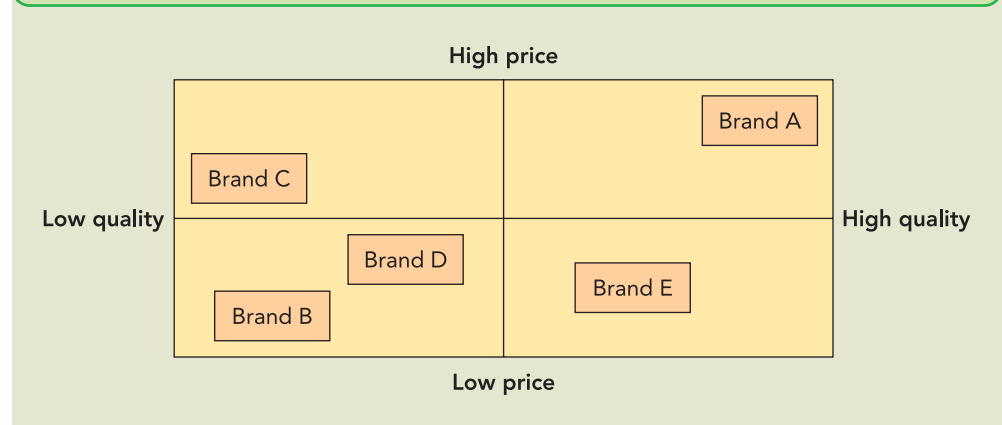 High price
Brand A
Brand C
Low quality
High quality
Brand D
Brand E
Brand B
Low price